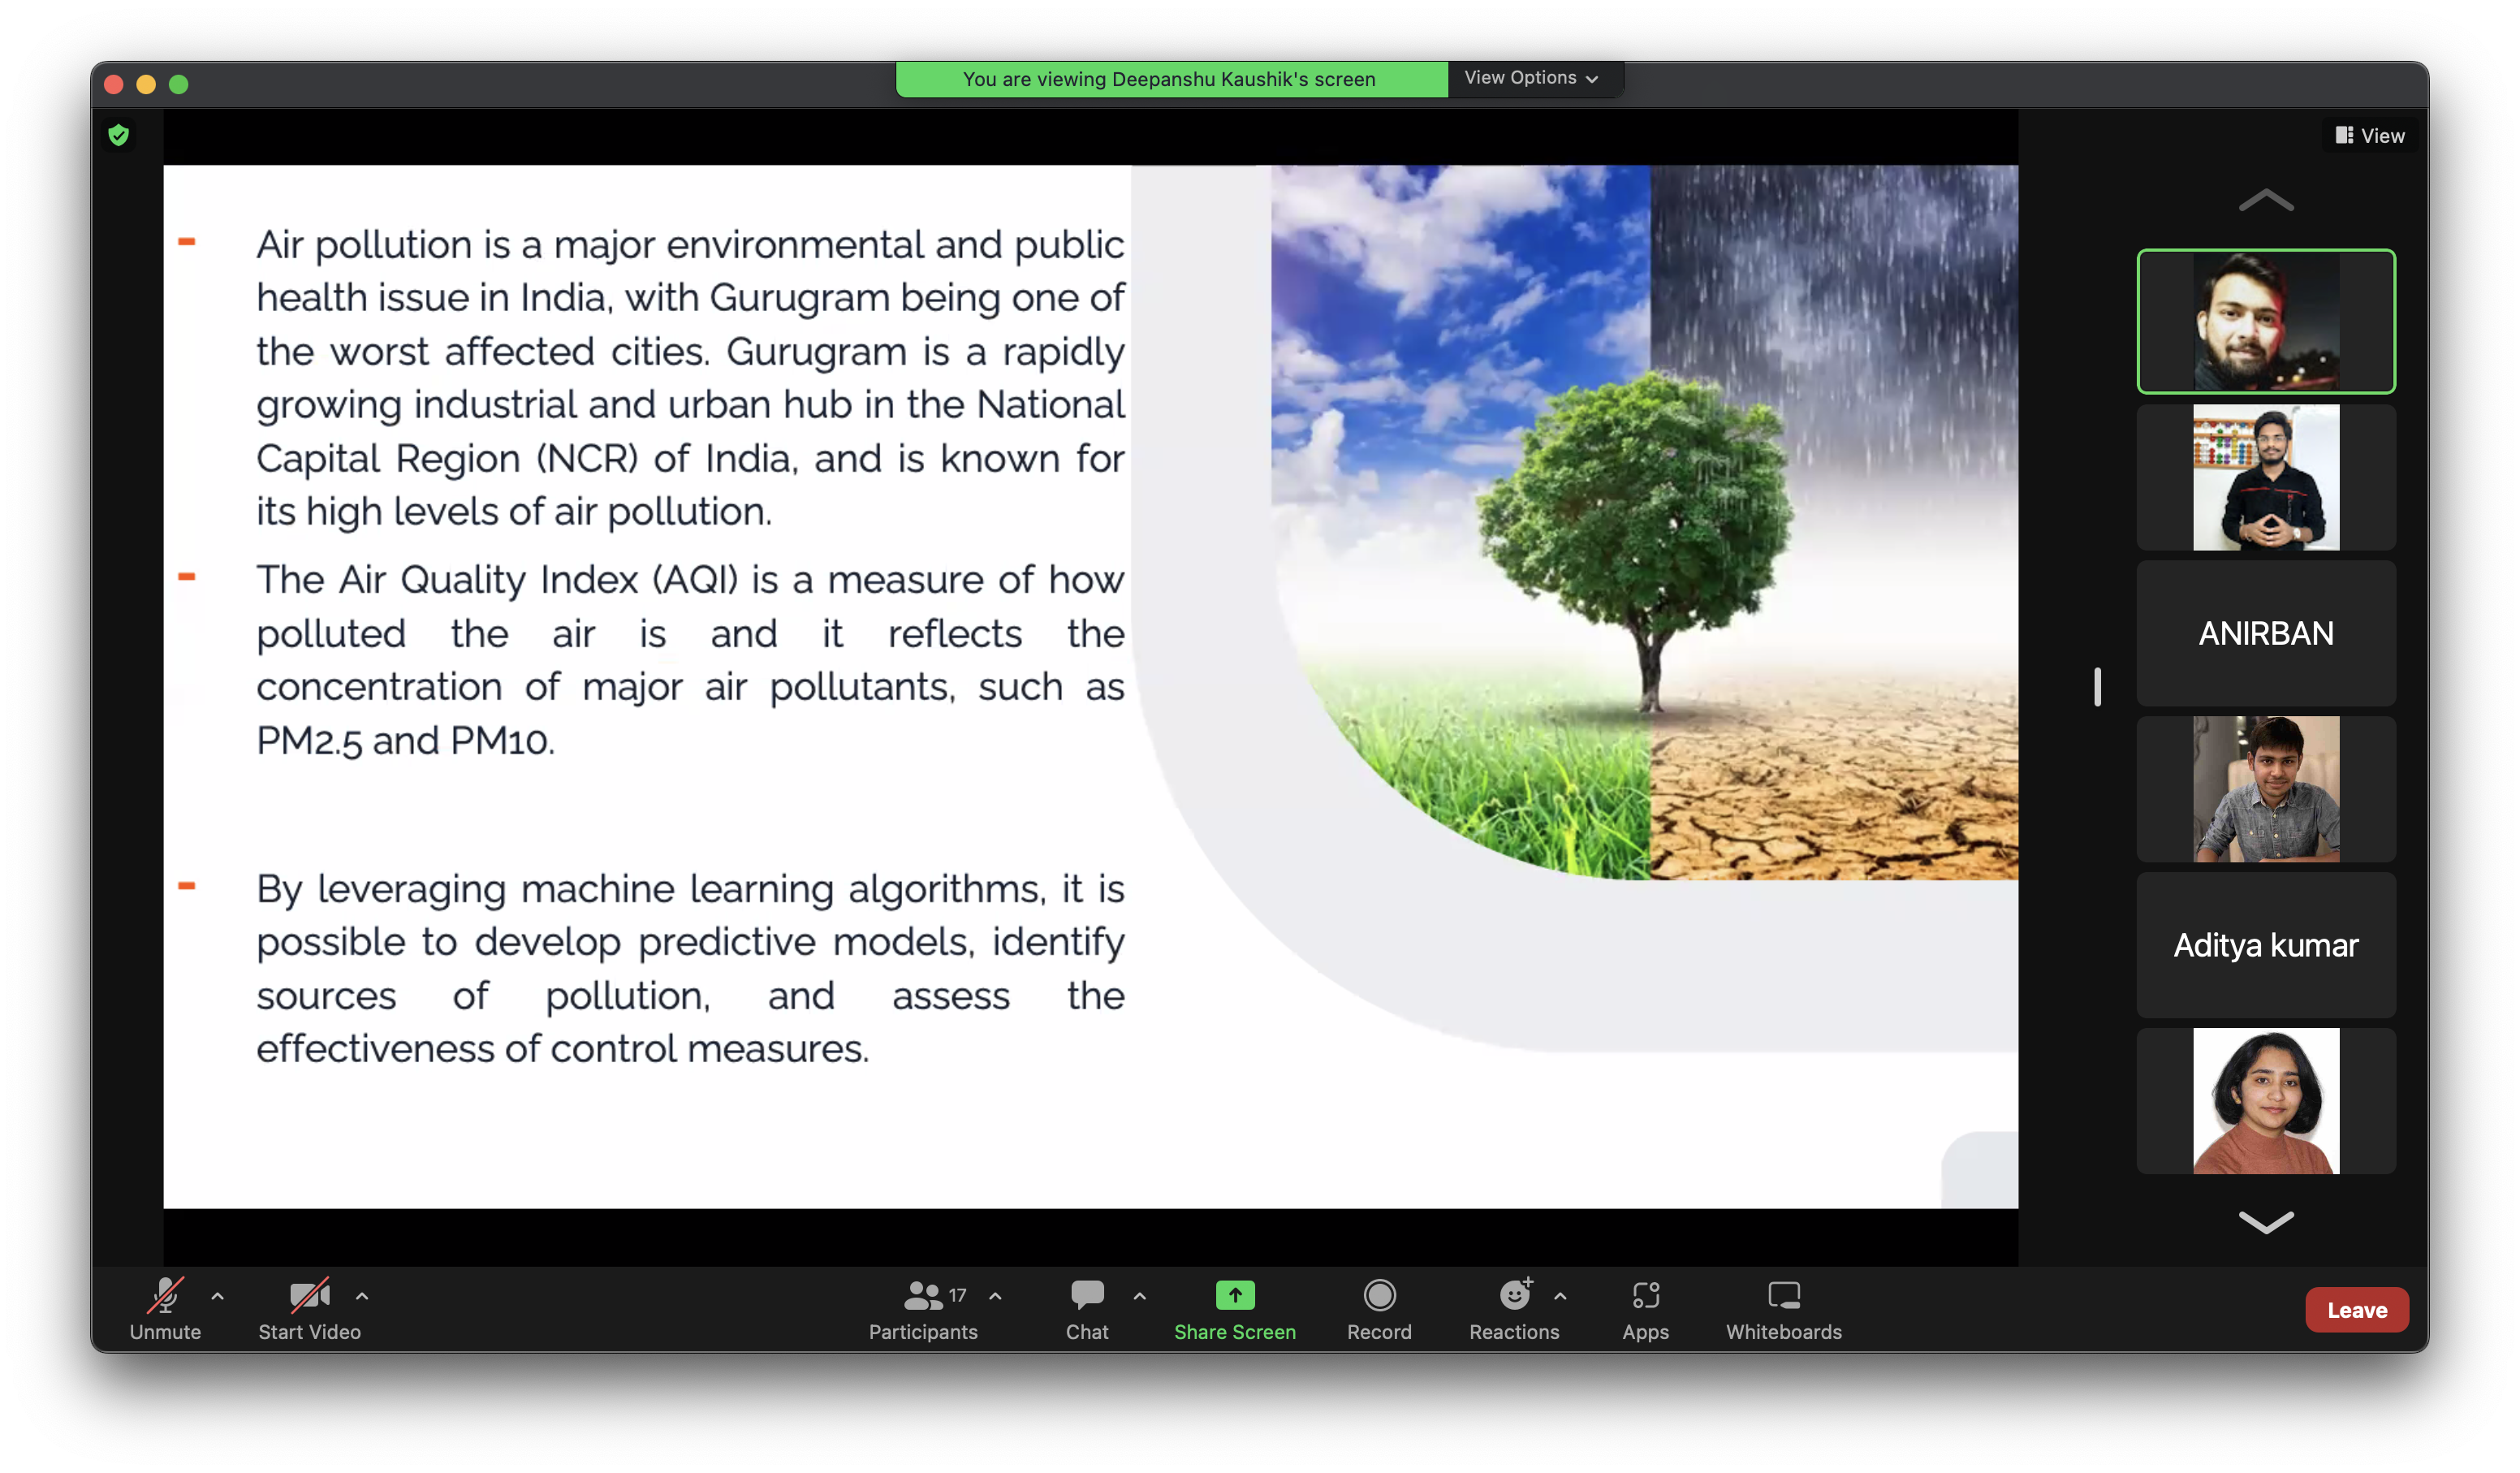 You are viewing Deepanshu Kaushik's screen
View Options
View
- Air pollution is a major environmental and public
health issue in India, with Gurugram being one of
the worst affected cities. Gurugram is a rapidly
growing industrial and urban hub in the National
Capital Region (NCR) of India, and is known for
its high levels of air pollution.
- The Air Quality Index (AQI) is a measure of how
polluted the air is and it reflects the
concentration of major air pollutants, such as
PM2.5 and PM10.
- By leveraging machine learning algorithms, it is
possible to develop predictive models, identify
sources of pollution, and assess the
effectiveness of control measures.
ANIRBAN
Aditya kumar
Unmute
Start Video
17
Participants
Chat
Share Screen
Record
Reactions
Apps
Whiteboards
Leave